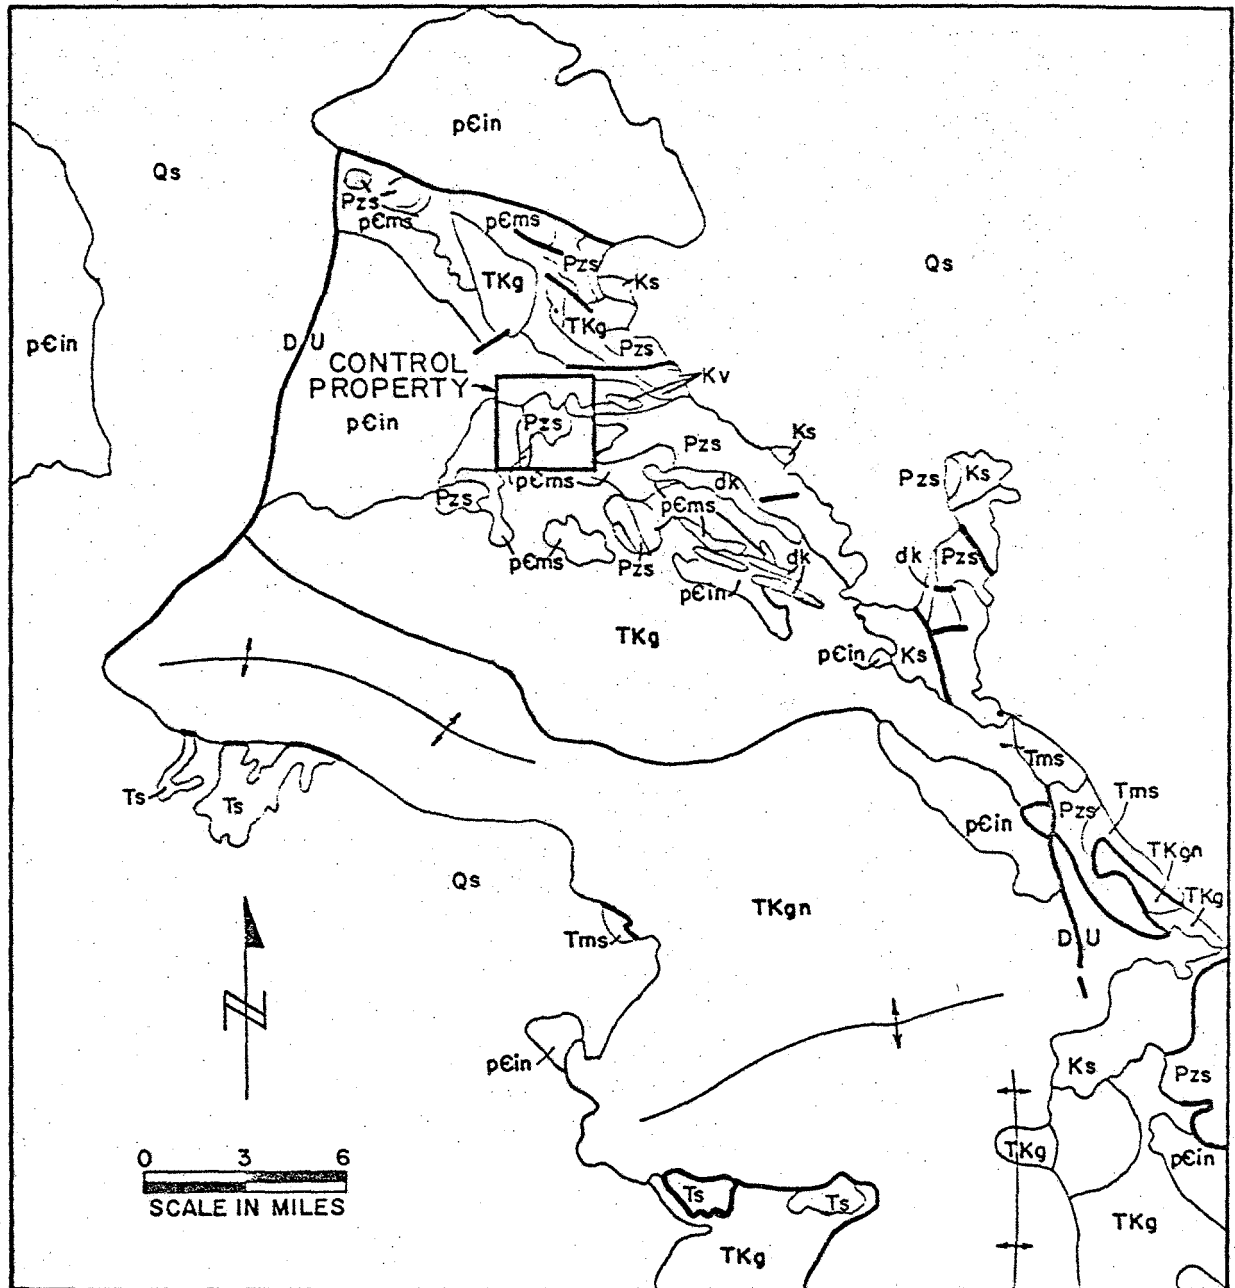 pЄin
Qs
Pzs
pЄms
pЄms
Qs
Pzs
TKg
Ks
TKg
pЄin
D U
Pzs
CONTROL
PROPERTY
Kv
pЄin
Pzs
Ks
Pzs
Pzs
Ks
pЄms
dk
Pzs
pЄms
dk
Pzs
pЄms
Pzs
dk
pЄin
TKg
pЄin
Ks
Tms
Ts
Ts
Tms
Pzs
pЄin
TKgn
Qs
TKg
TKgn
Tms
D U
N
pЄin
Ks
Pzs
TKg
pЄin
0 3 6
SCALE IN MILES
Ts
Ts
TKg
TKg